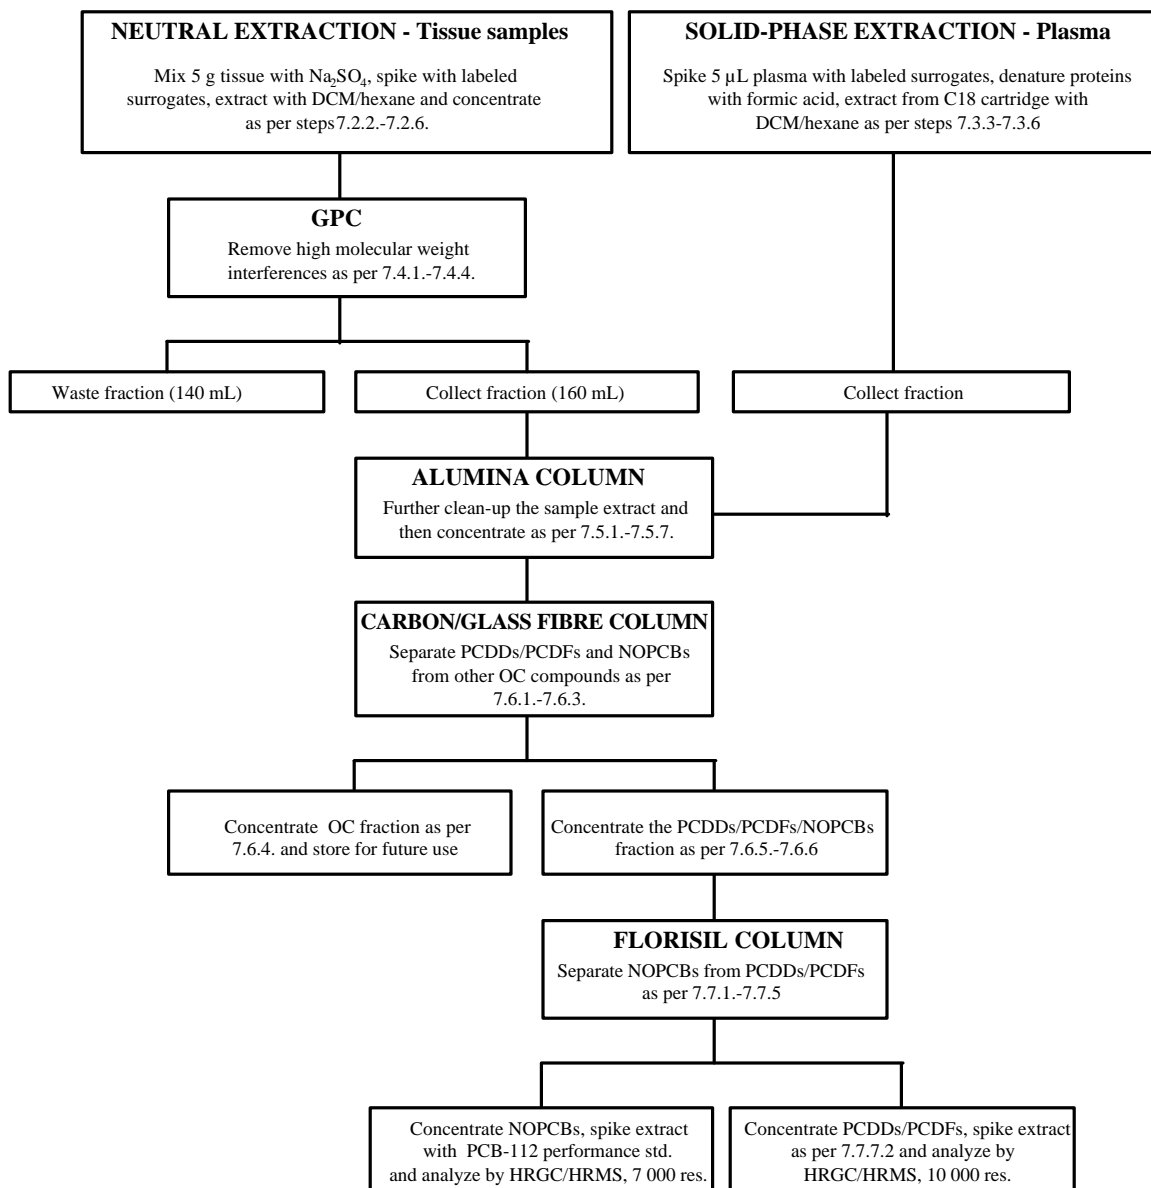 NEUTRAL EXTRACTION - Tissue samples
Mix 5 g tissue with Na₂SO₄, spike with labeled
surrogates, extract with DCM/hexane and concentrate
as per steps 7.2.2.-7.2.6.
SOLID-PHASE EXTRACTION - Plasma
Spike 5 µL plasma with labeled surrogates, denature proteins
with formic acid, extract from C18 cartridge with
DCM/hexane as per steps 7.3.3-7.3.6
GPC
Remove high molecular weight
interferences as per 7.4.1.-7.4.4.
Waste fraction (140 mL)
Collect fraction (160 mL)
Collect fraction
ALUMINA COLUMN
Further clean-up the sample extract and
then concentrate as per 7.5.1.-7.5.7.
CARBON/GLASS FIBRE COLUMN
Separate PCDDs/PCDFs and NOPCBs
from other OC compounds as per
7.6.1.-7.6.3.
Concentrate OC fraction as per
7.6.4. and store for future use
Concentrate the PCDDs/PCDFs/NOPCBs
fraction as per 7.6.5.-7.6.6
FLORISIL COLUMN
Separate NOPCBs from PCDDs/PCDFs
as per 7.7.1.-7.7.5
Concentrate NOPCBs, spike extract
with PCB-112 performance std.
and analyze by HRGC/HRMS, 7 000 res.
Concentrate PCDDs/PCDFs, spike extract
as per 7.7.7.2 and analyze by
HRGC/HRMS, 10 000 res.